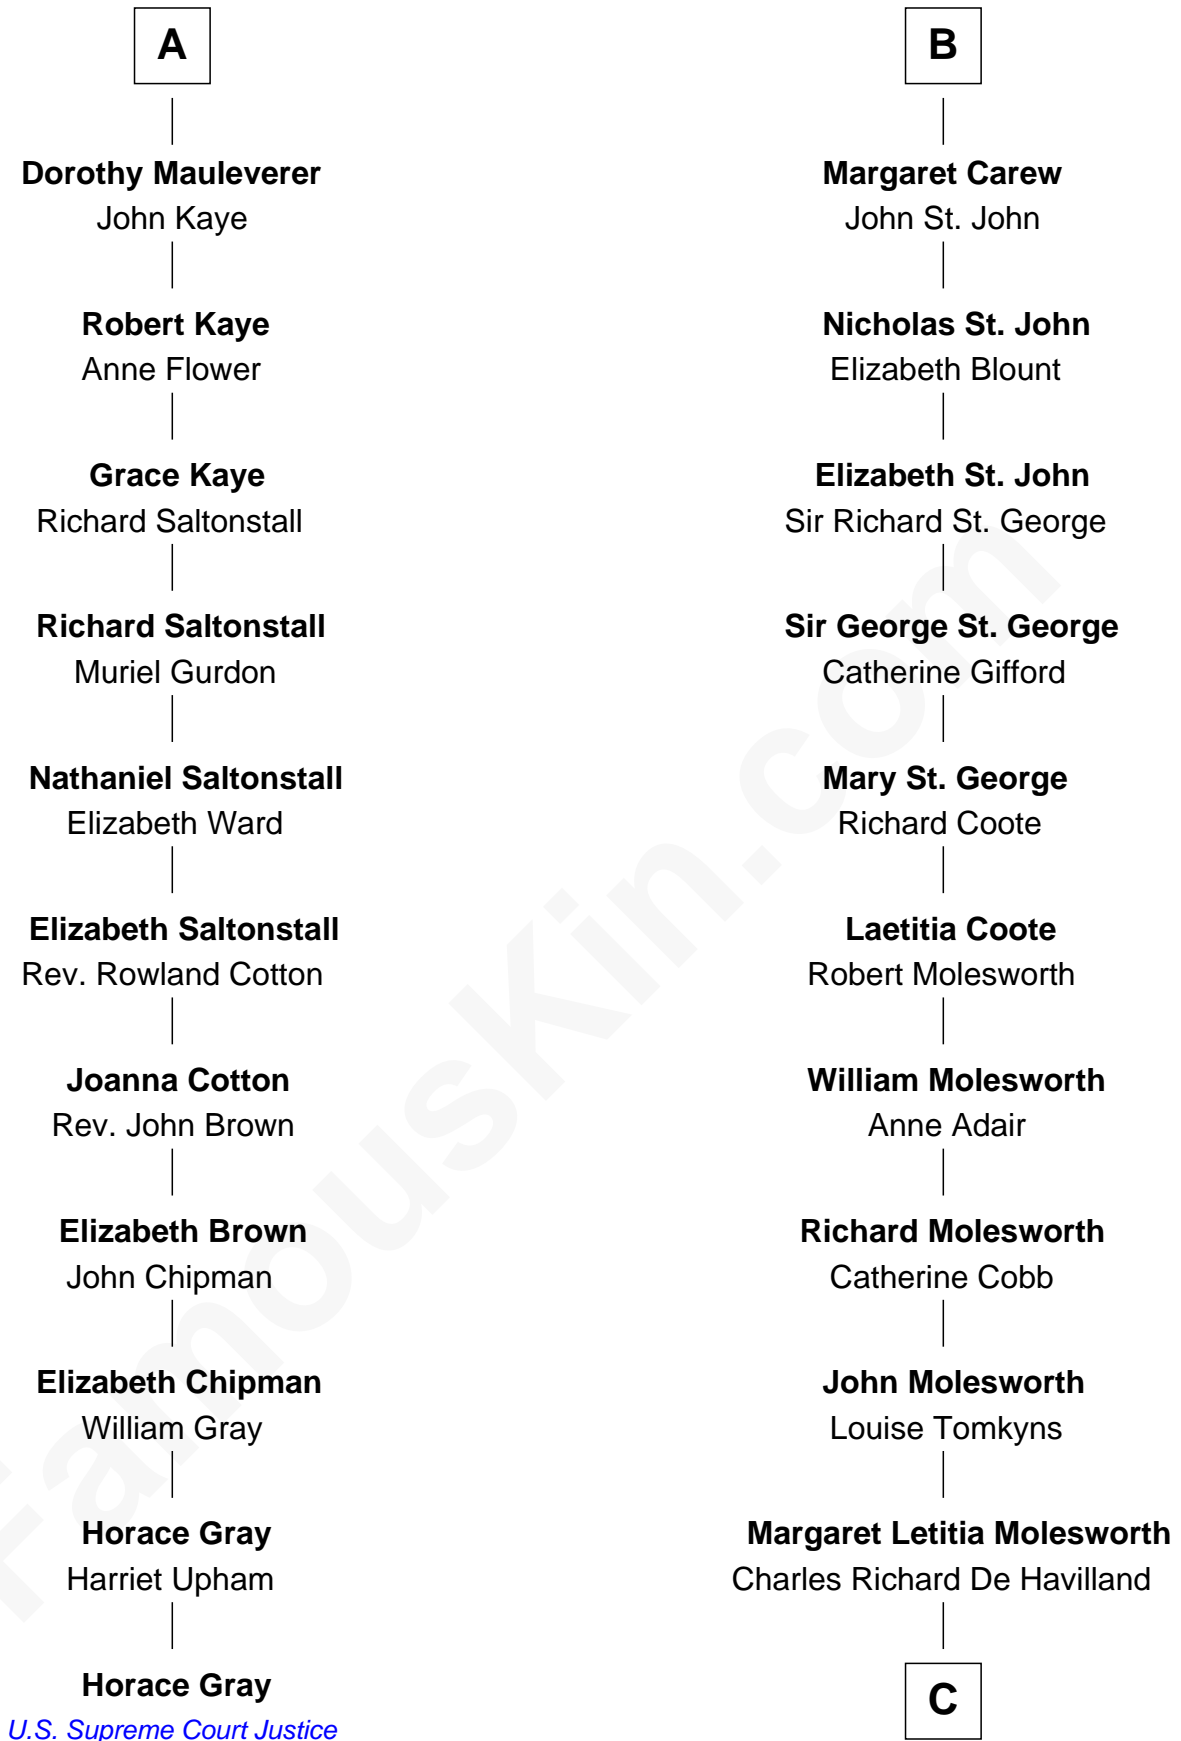 A
Dorothy Mauleverer
John Kaye
Robert Kaye
Anne Flower
Grace Kaye
Richard Saltonstall
Richard Saltonstall
Muriel Gurdon
Nathaniel Saltonstall
Elizabeth Ward
Elizabeth Saltonstall
Rev. Rowland Cotton
Joanna Cotton
Rev. John Brown
Elizabeth Brown
John Chipman
Elizabeth Chipman
William Gray
Horace Gray
Harriet Upham
Horace Gray
U.S. Supreme Court Justice
B
Margaret Carew
John St. John
Nicholas St. John
Elizabeth Blount
Elizabeth St. John
Sir Richard St. George
Sir George St. George
Catherine Gifford
Mary St. George
Richard Coote
Laetitia Coote
Robert Molesworth
William Molesworth
Anne Adair
Richard Molesworth
Catherine Cobb
John Molesworth
Louise Tomkyns
Margaret Letitia Molesworth
Charles Richard De Havilland
C
FamousKin.com